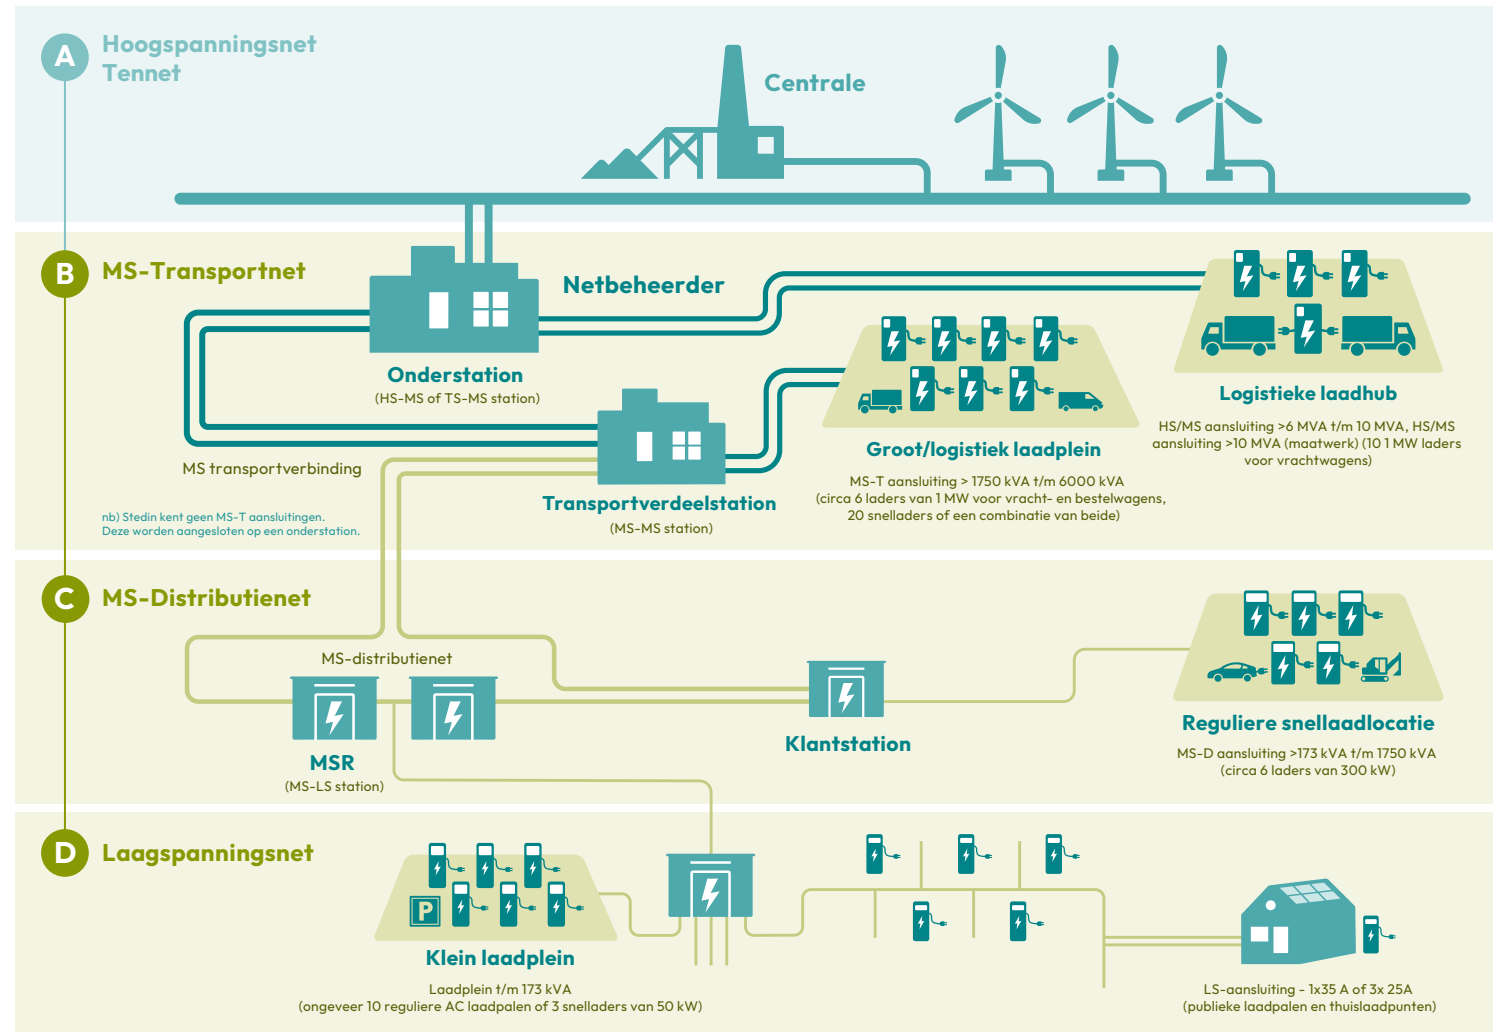 A
Hoogspanningsnet
Tennet
Centrale
B
MS-Transportnet
Netbeheerder
Onderstation
(HS-MS of TS-MS station)
Logistieke laadhub
HS/MS aansluiting >6 MVA t/m 10 MVA, HS/MS
aansluiting >10 MVA (maatwerk) (10 1 MW laders
voor vrachtwagens)
Groot/logistiek laadplein
MS-T aansluiting > 1750 kVA t/m 6000 kVA
(circa 6 laders van 1 MW voor vracht- en bestelwagens,
20 snelladers of een combinatie van beide)
MS transportverbinding
Transportverdeelstation
(MS-MS station)
nb) Stedin kent geen MS-T aansluitingen.
Deze worden aangesloten op een onderstation.
C
MS-Distributienet
MS-distributienet
MSR
(MS-LS station)
Klantstation
Reguliere snellaadlocatie
MS-D aansluiting >173 kVA t/m 1750 kVA
(circa 6 laders van 300 kW)
D
Laagspanningsnet
P
Klein laadplein
Laadplein t/m 173 kVA
(ongeveer 10 reguliere AC laadpalen of 3 snelladers van 50 kW)
LS-aansluiting - 1x35 A of 3x 25A
(publieke laadpalen en thuislaadpunten)